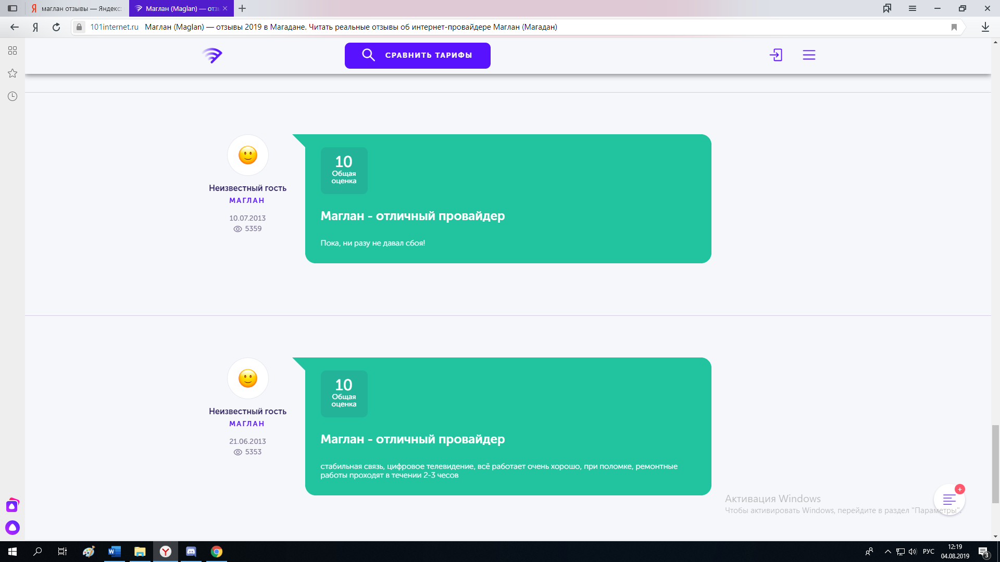 маглан отзывы — Яндекс:
Маглан (Maglan) — отз
101internet.ru Маглан (Maglan) — отзывы 2019 в Магадане. Читать реальные отзывы об интернет-провайдере Маглан (Магадан)
СРАВНИТЬ ТАРИФЫ
Неизвестный гость
МАГЛАН
10.07.2013
5359
10
Общая
оценка
Маглан - отличный провайдер
Пока, ни разу не давал сбоя!
Неизвестный гость
МАГЛАН
21.06.2013
5353
10
Общая
оценка
Маглан - отличный провайдер
стабильная связь, цифровое телевидение, всё работает очень хорошо, при поломке, ремонтные
работы проходят в течении 2-3 чесов
Активация Windows
Чтобы активировать Windows, перейдите в раздел "Параметры".
РУС
12:19
04.08.2019
3